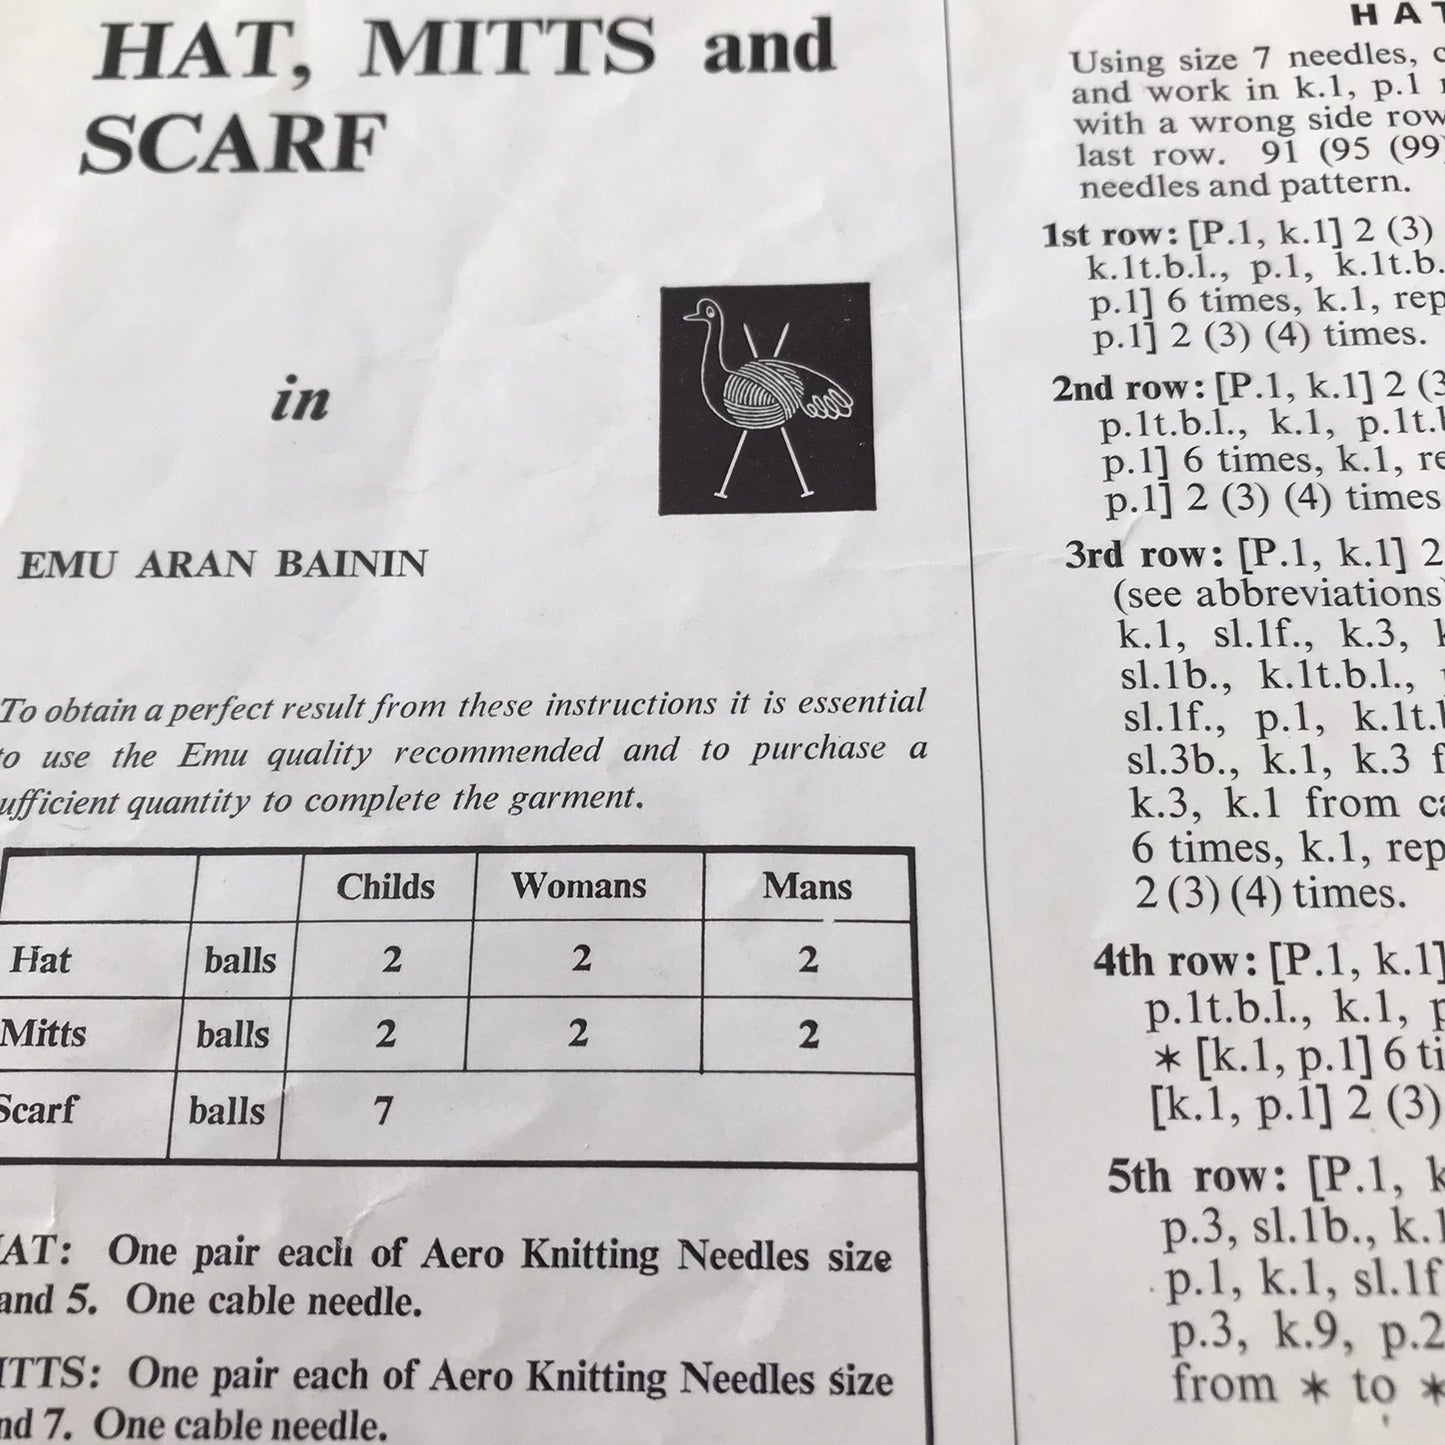 HAT, MITTS and
SCARF
in
EMU ARAN BAININ
To obtain a perfect result from these instructions it is essential
to use the Emu quality recommended and to purchase a
ufficient quantity to complete the garment.
Childs Womans Mans
Hat balls 2 2 2
Mitts balls 2 2 2
Scarf balls 7
AT: One pair each of Aero Knitting Needles size
and 5. One cable needle.
ITTS: One pair each of Aero Knitting Needles size
nd 7. One cable needle.
HAT
Using size 7 needles, c
and work in k.1, p.1
with a wrong side row
last row. 91 (95 (99)
needles and pattern.
1st row: [P.1, k.1] 2 (3)
k.1t.b.l., p.1, k.1t.b.
p.1] 6 times, k.1, rep
p.1] 2 (3) (4) times.
2nd row: [P.1, k.1] 2 (3
p.1t.b.l., k.1, p.1t.b
p.1] 6 times, k.1, re
p.1] 2 (3) (4) times
3rd row: [P.1, k.1] 2
(see abbreviations)
k.1, sl.1f., k.3, k
sl.1b., k.1t.b.l.,
sl.1f., p.1, k.1t.b
sl.3b., k.1, k.3 f
k.3, k.1 from ca
6 times, k.1, rep
2 (3) (4) times.
4th row: [P.1, k.1]
p.1t.b.l., k.1, p
* [k.1, p.1] 6 ti
[k.1, p.1] 2 (3)
5th row: [P.1, k
p.3, sl.1b., k.1
p.1, k.1, sl.1f
p.3, k.9, p.2
from * to *